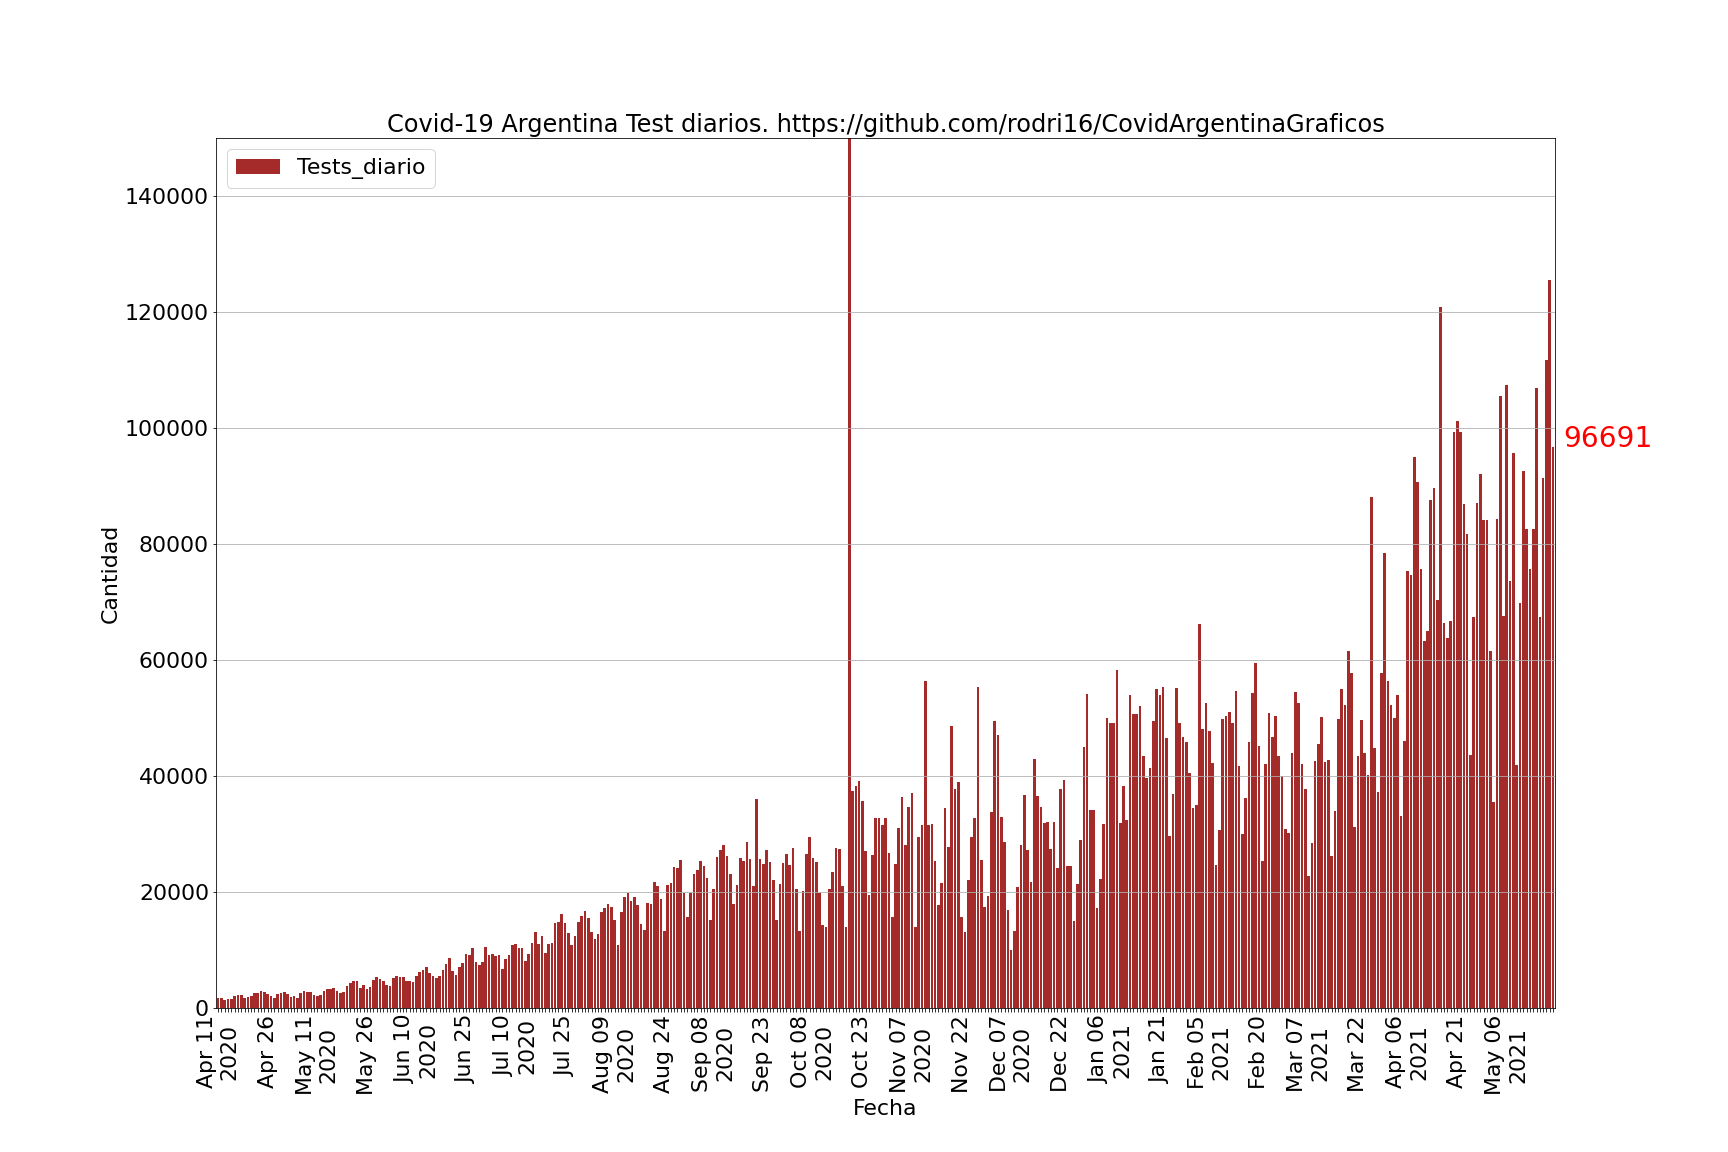 Covid-19 Argentina Test diarios. https://github.com/rodri16/CovidArgentinaGraficos
Tests_diario
140000
120000
100000
80000
60000
40000
20000
0
Cantidad
96691
Apr 11
2020
Apr 26
May 11
2020
May 26
Jun 10
2020
Jun 25
Jul 10
2020
Jul 25
Aug 09
2020
Aug 24
Sep 08
2020
Sep 23
Oct 08
2020
Oct 23
Nov 07
2020
Nov 22
Dec 07
2020
Dec 22
Jan 06
2021
Jan 21
Feb 05
2021
Feb 20
Mar 07
2021
Mar 22
Apr 06
2021
Apr 21
May 06
2021
Fecha